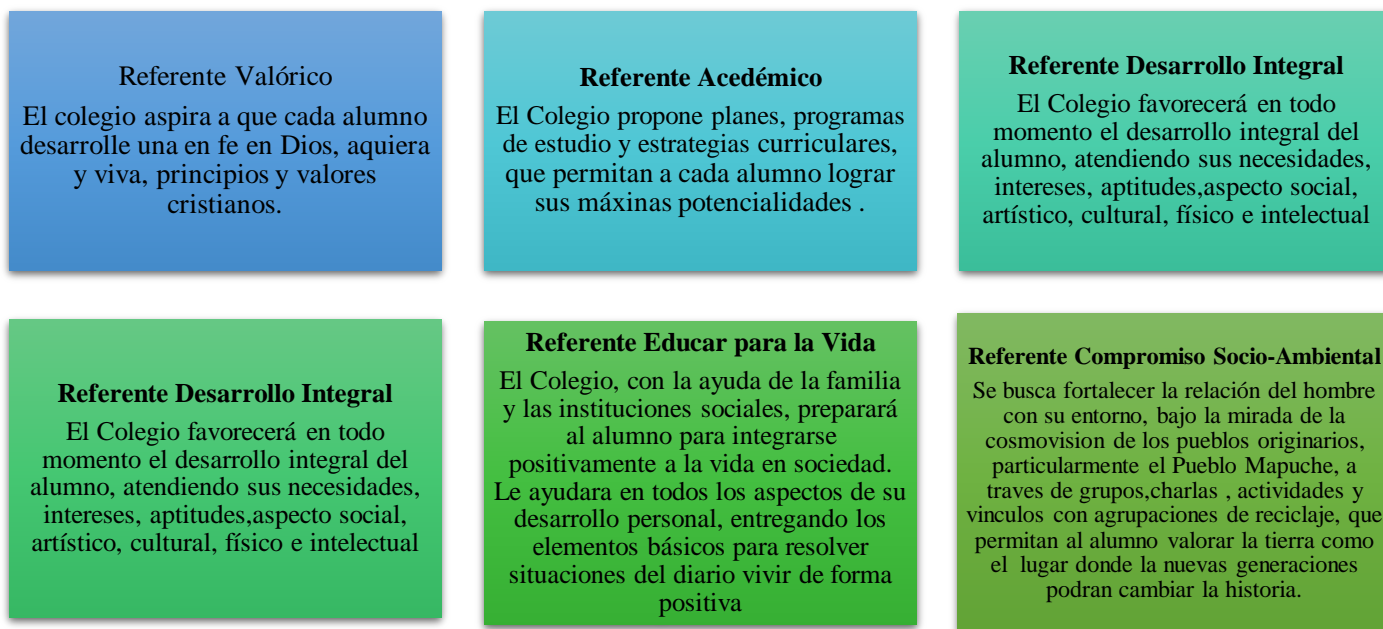 Referente Valórico
El colegio aspira a que cada alumno
desarrolle una en fe en Dios, aquiera
y viva, principios y valores
cristianos.
Referente Acedémico
El Colegio propone planes, programas
de estudio y estrategias curriculares,
que permitan a cada alumno lograr
sus máxinas potencialidades .
Referente Desarrollo Integral
El Colegio favorecerá en todo
momento el desarrollo integral del
alumno, atendiendo sus necesidades,
intereses, aptitudes,aspecto social,
artístico, cultural, físico e intelectual
Referente Desarrollo Integral
El Colegio favorecerá en todo
momento el desarrollo integral del
alumno, atendiendo sus necesidades,
intereses, aptitudes,aspecto social,
artístico, cultural, físico e intelectual
Referente Educar para la Vida
El Colegio, con la ayuda de la familia
y las instituciones sociales, preparará
al alumno para integrarse
positivamente a la vida en sociedad.
Le ayudara en todos los aspectos de su
desarrollo personal, entregando los
elementos básicos para resolver
situaciones del diario vivir de forma
positiva
Referente Compromiso Socio-Ambiental
Se busca fortalecer la relación del hombre
con su entorno, bajo la mirada de la
cosmovision de los pueblos originarios,
particularmente el Pueblo Mapuche, a
traves de grupos,charlas , actividades y
vinculos con agrupaciones de reciclaje, que
permitan al alumno valorar la tierra como
el lugar donde la nuevas generaciones
podran cambiar la historia.